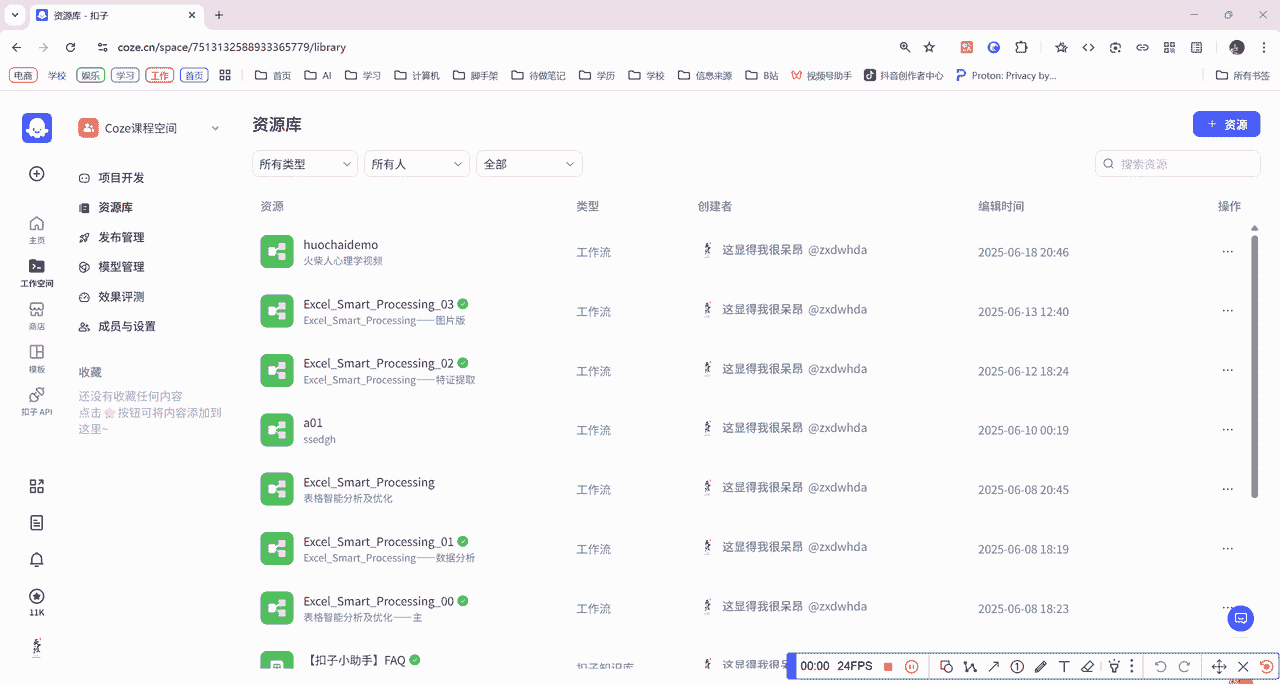 资源库 - 扣子
coze.cn/space/7513132588933365779/library
电商 学校 娱乐 学习 工作 首页 首页 AI 学习 计算机 脚手架 待做笔记 学历 学校 信息来源 B站 视频号助手 抖音创作者中心 Proton: Privacy by... 所有书签
Coze课程空间
资源库
+ 资源
所有类型 所有人 全部
搜索资源
主页
工作空间
商店
模板
扣子 API
11K
项目开发
资源库
发布管理
模型管理
效果评测
成员与设置
收藏
还没有收藏任何内容
点击 按钮可将内容添加到
这里~
资源 类型 创建者 编辑时间 操作
huochaidemo
火柴人心理学视频
工作流 这显得我很呆昂 @zxdwhda 2025-06-18 20:46 ...
Excel_Smart_Processing_03
Excel_Smart_Processing——图片版
工作流 这显得我很呆昂 @zxdwhda 2025-06-13 12:40 ...
Excel_Smart_Processing_02
Excel_Smart_Processing——特证提取
工作流 这显得我很呆昂 @zxdwhda 2025-06-12 18:24 ...
a01
ssedgh
工作流 这显得我很呆昂 @zxdwhda 2025-06-10 00:19 ...
Excel_Smart_Processing
表格智能分析及优化
工作流 这显得我很呆昂 @zxdwhda 2025-06-08 20:45 ...
Excel_Smart_Processing_01
Excel_Smart_Processing——数据分析
工作流 这显得我很呆昂 @zxdwhda 2025-06-08 18:19 ...
Excel_Smart_Processing_00
表格智能分析及优化——主
工作流 这显得我很呆昂 @zxdwhda 2025-06-08 18:23 ...
【扣子小助手】FAQ
扣子知识库 这显得我很呆昂
00:00 24FPS